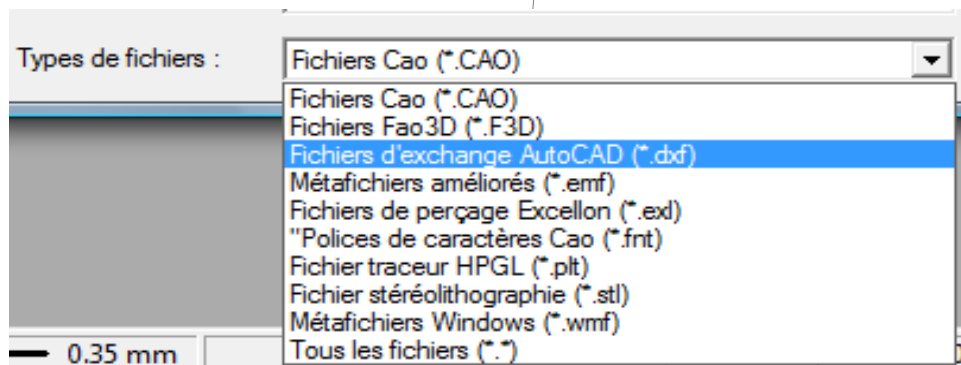 Types de fichiers :
Fichiers Cao (*.CAO)
Fichiers Cao (*.CAO)
Fichiers Fao3D (*.F3D)
Fichiers d'exchange AutoCAD (*.dxf)
Métafichiers améliorés (*.emf)
Fichiers de perçage Excellon (*.exl)
"Polices de caractères Cao (*.fnt)
Fichier traceur HPGL (*.plt)
Fichier stéréolithographie (*.stl)
Métafichiers Windows (*.wmf)
Tous les fichiers (*.*)
0.35 mm